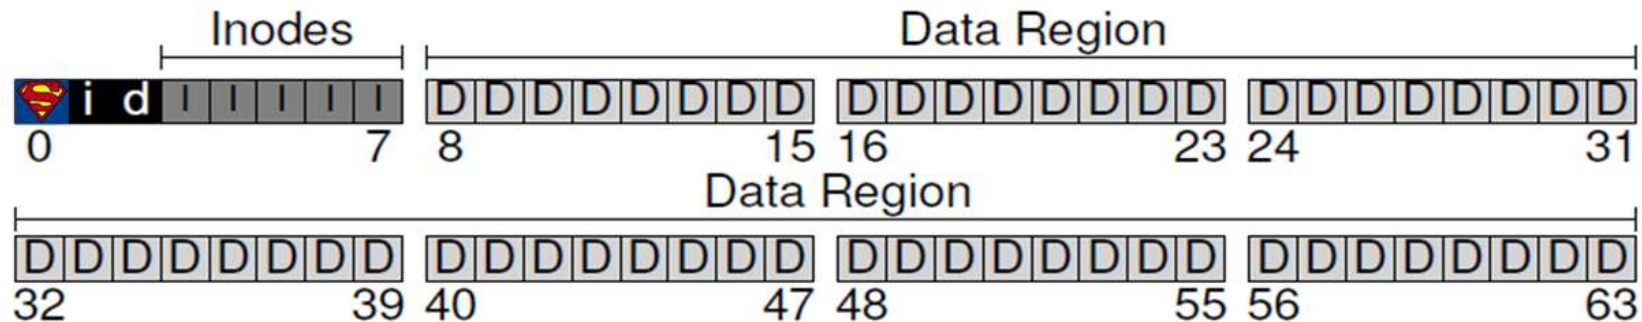 Inodes Data Region
S i d I I I I I D D D D D D D D D D D D D D D D D D D D D D D D
0 7 8 15 16 23 24 31
Data Region
D D D D D D D D D D D D D D D D D D D D D D D D D D D D D D D D
32 39 40 47 48 55 56 63